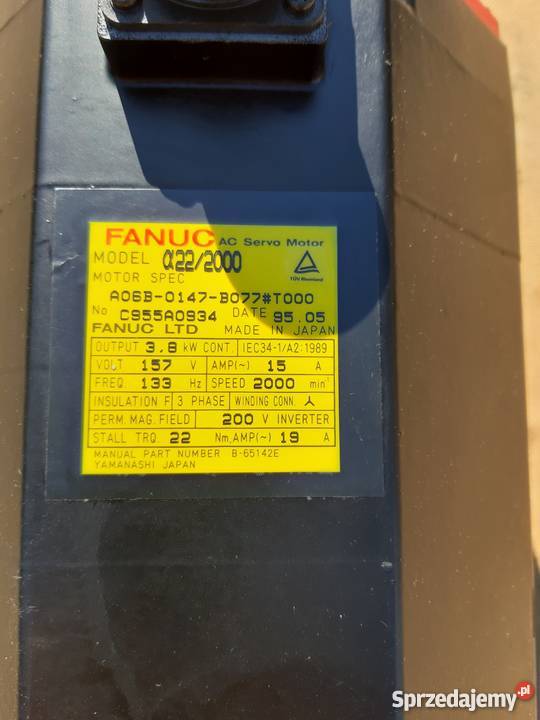 FANUC AC Servo Motor
MODEL α22/2000
MOTOR SPEC
TÜV Rheinland
A06B-0147-B077#T000
No C955A0934 DATE 95.05
FANUC LTD MADE IN JAPAN
OUTPUT 3.8 kW CONT IEC34-1/A2:1989
VOLT 157 V AMP(~) 15 A
FREQ. 133 Hz SPEED 2000 min⁻¹
INSULATION F 3 PHASE WINDING CONN.
PERM. MAG. FIELD 200 V INVERTER
STALL TRQ. 22 Nm, AMP(~) 19 A
MANUAL PART NUMBER B-65142E
YAMANASHI JAPAN
Sprzedajemy.pl